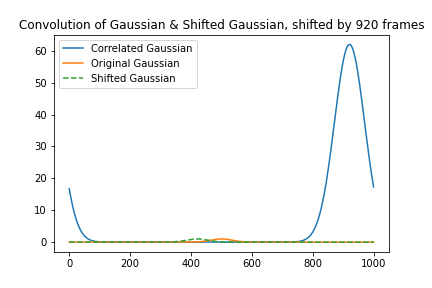 Convolution of Gaussian & Shifted Gaussian, shifted by 920 frames
Correlated Gaussian
Original Gaussian
Shifted Gaussian
60
50
40
30
20
10
0
0 200 400 600 800 1000